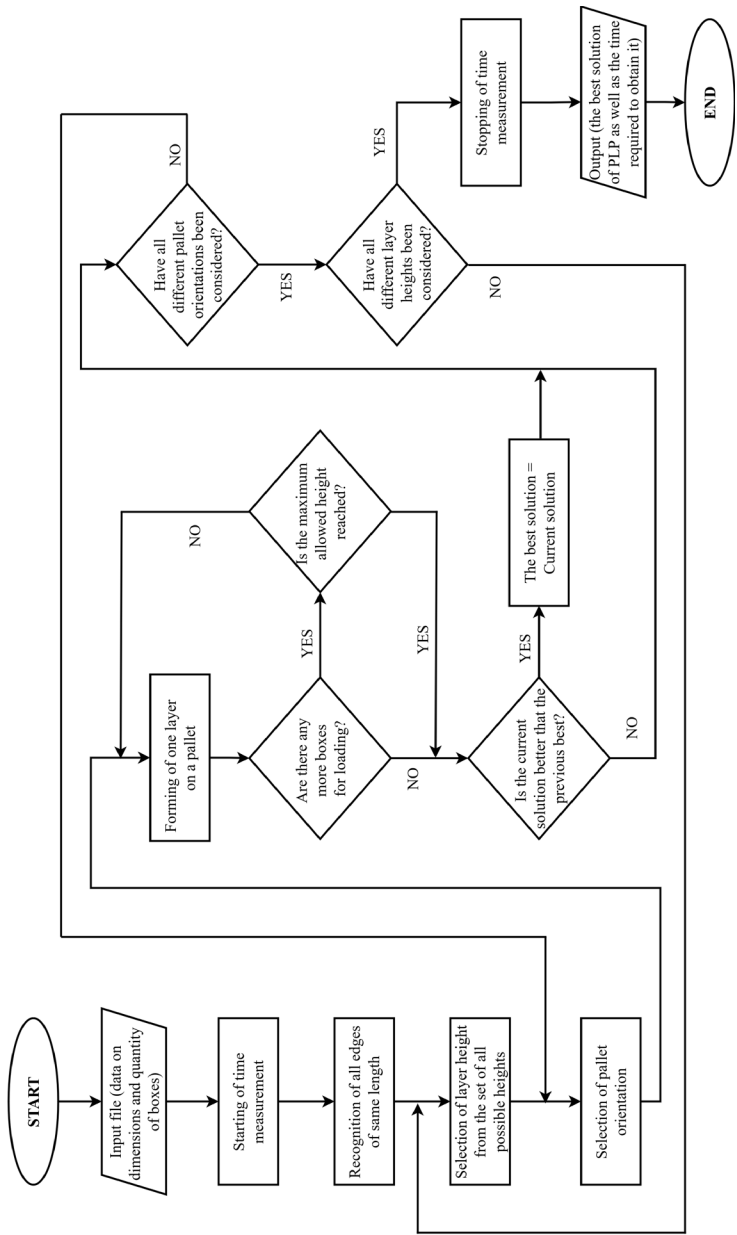 START
Input file (data on
dimensions and quantity
of boxes)
Starting of time
measurement
Recognition of all edges
of same length
Selection of layer height
from the set of all
possible heights
Selection of pallet
orientation
Forming of one layer
on a pallet
Are there any
more boxes
for loading?
YES
NO
Is the maximum
allowed height
reached?
NO
YES
Is the current
solution better that the
previous best?
YES
NO
The best solution =
Current solution
Have all
different pallet
orientations been
considered?
NO
YES
Have all
different layer
heights been
considered?
YES
NO
Stopping of time
measurement
Output (the best solution
of PLP as well as the time
required to obtain it)
END